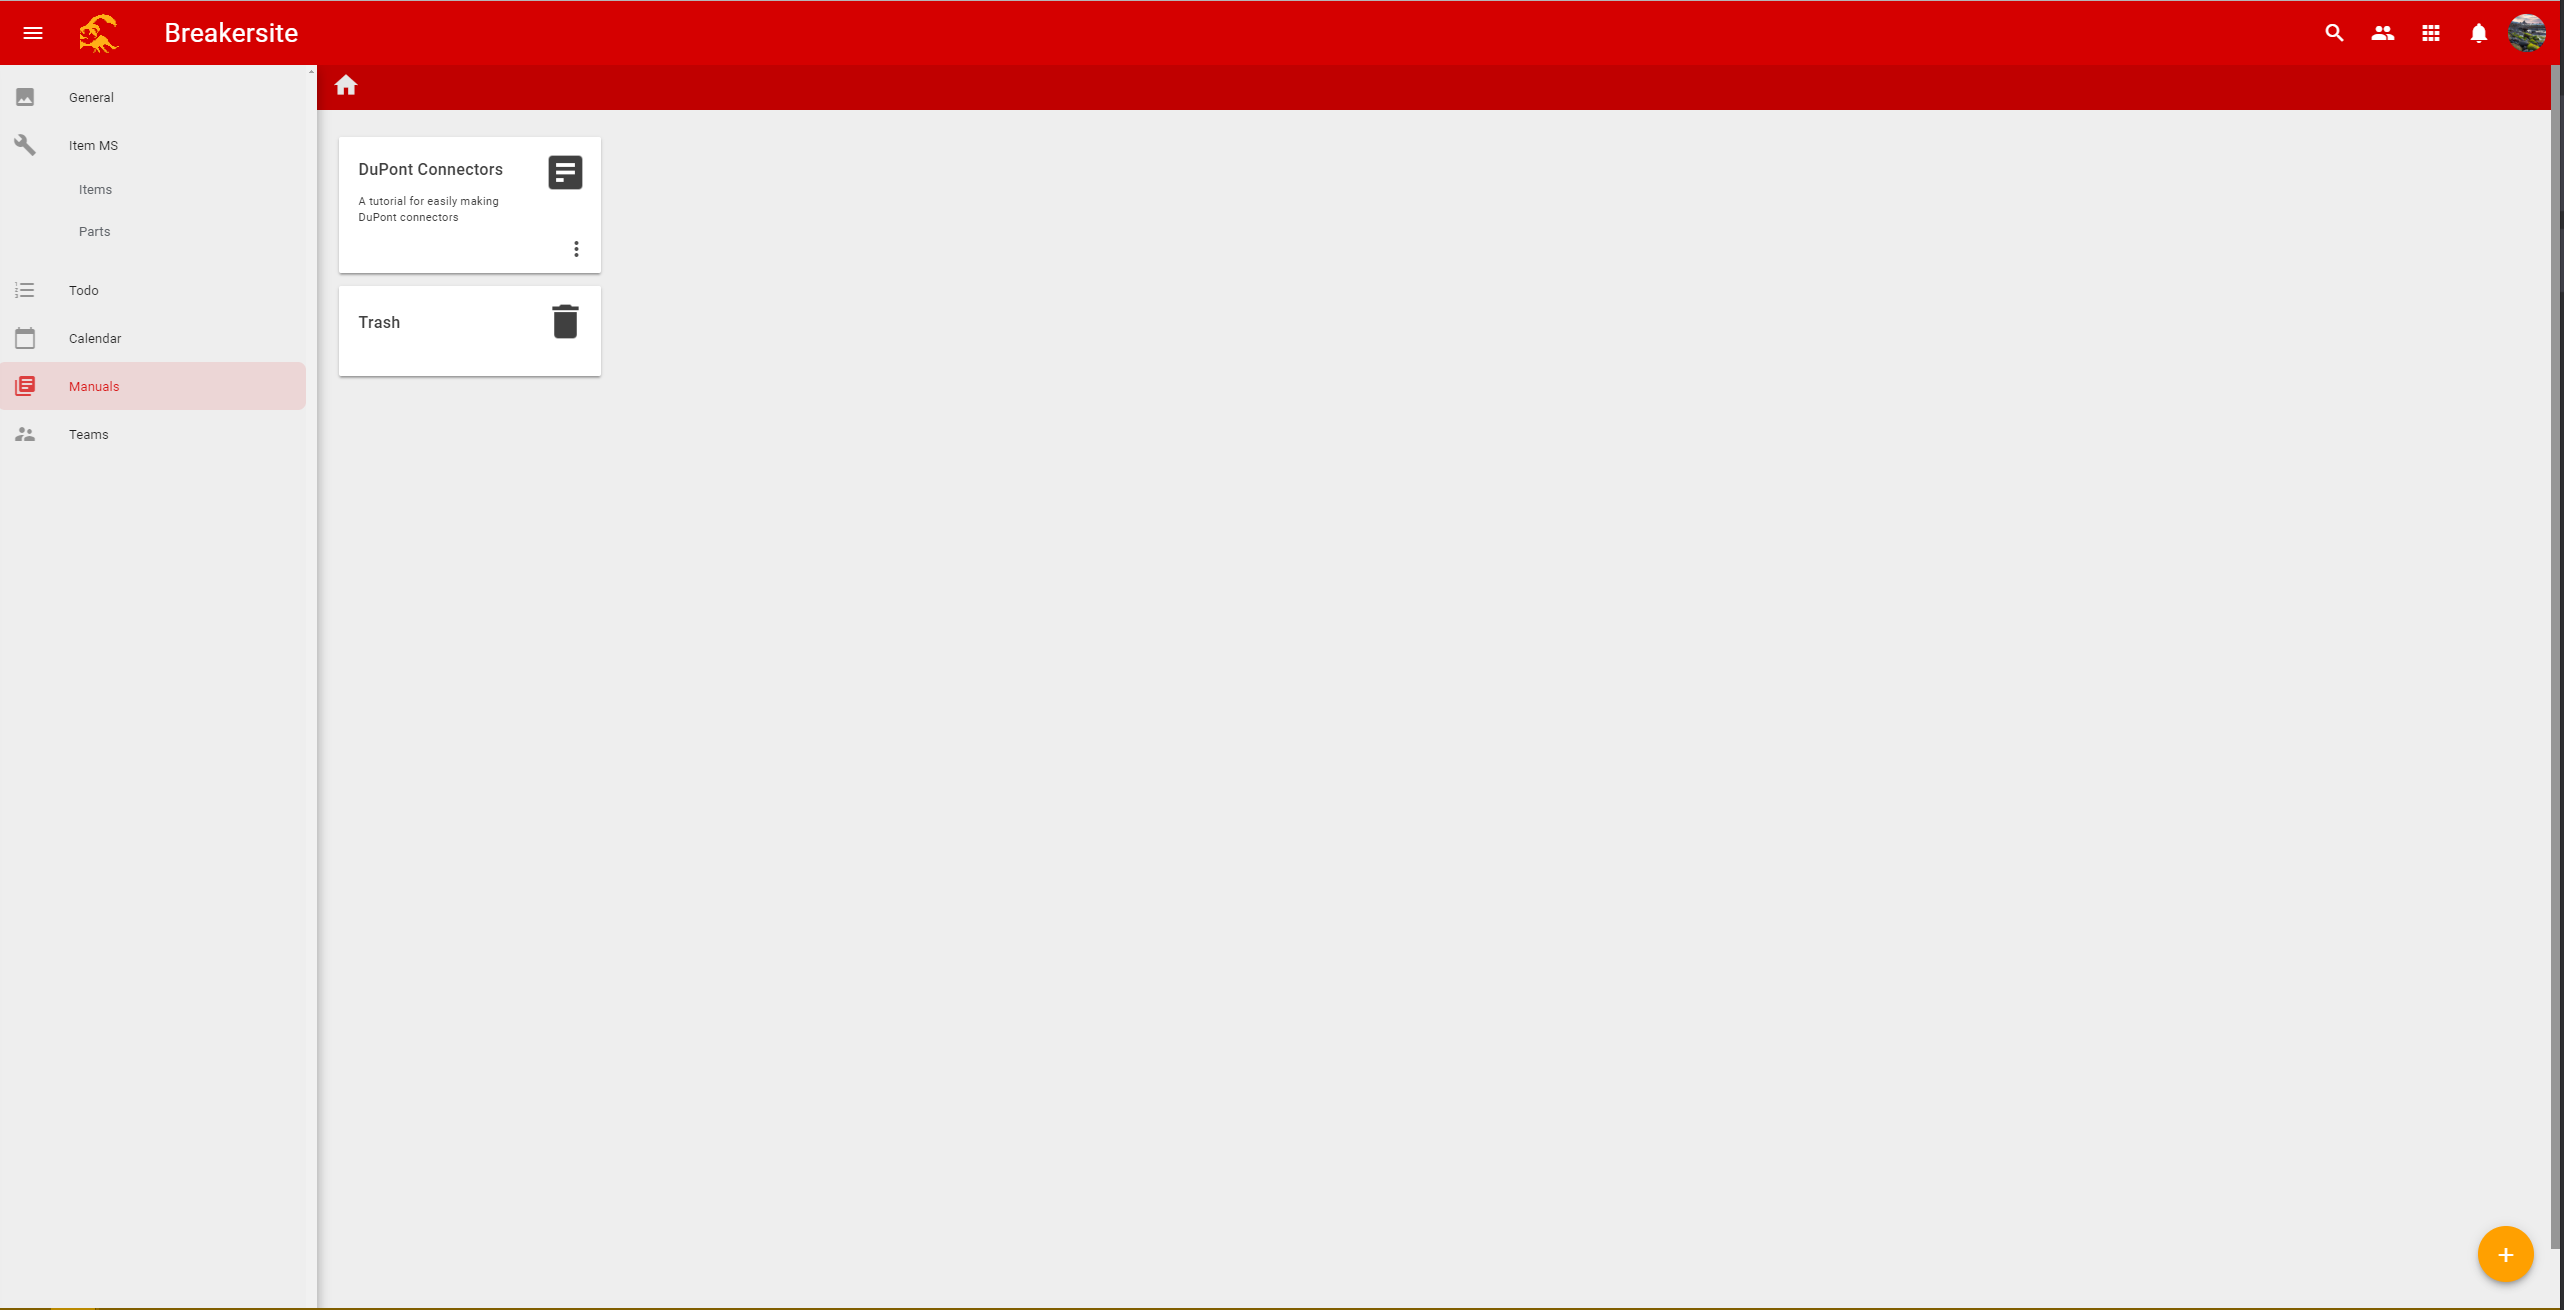 Breakersite
General
Item MS
Items
Parts
Todo
Calendar
Manuals
Teams
DuPont Connectors
A tutorial for easily making
DuPont connectors
Trash